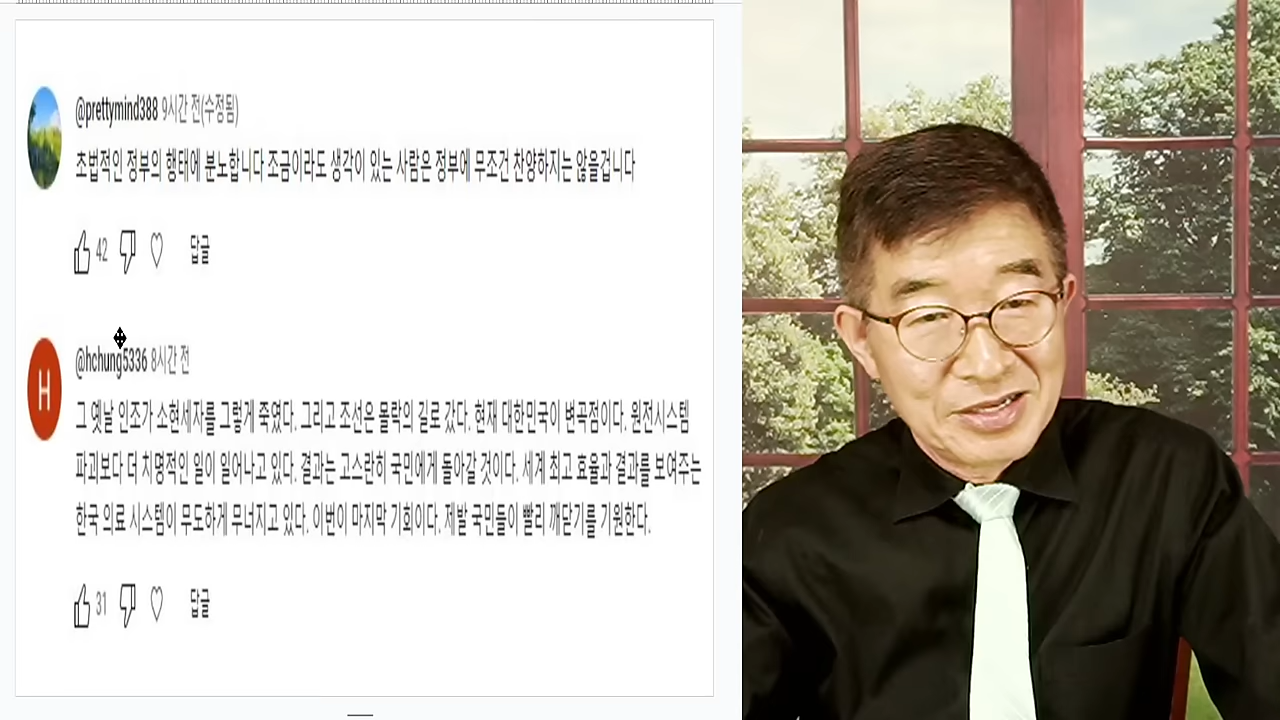 @prettymind388 9시간 전(수정됨)
초법적인 정부의 행태에 분노합니다 조금이라도 생각이 있는 사람은 정부에 무조건 찬양하지는 않을겁니다
42 답글
H
@hchung5336 8시간 전
그 옛날 인조가 소현세자를 그렇게 죽였다. 그리고 조선은 몰락의 길로 갔다. 현재 대한민국이 변곡점이다. 원전시스템
파괴보다 더 치명적인 일이 일어나고 있다. 결과는 고스란히 국민에게 돌아갈 것이다. 세계 최고 효율과 결과를 보여주는
한국 의료 시스템이 무도하게 무너지고 있다. 이번이 마지막 기회이다. 제발 국민들이 빨리 깨닫기를 기원한다.
31 답글